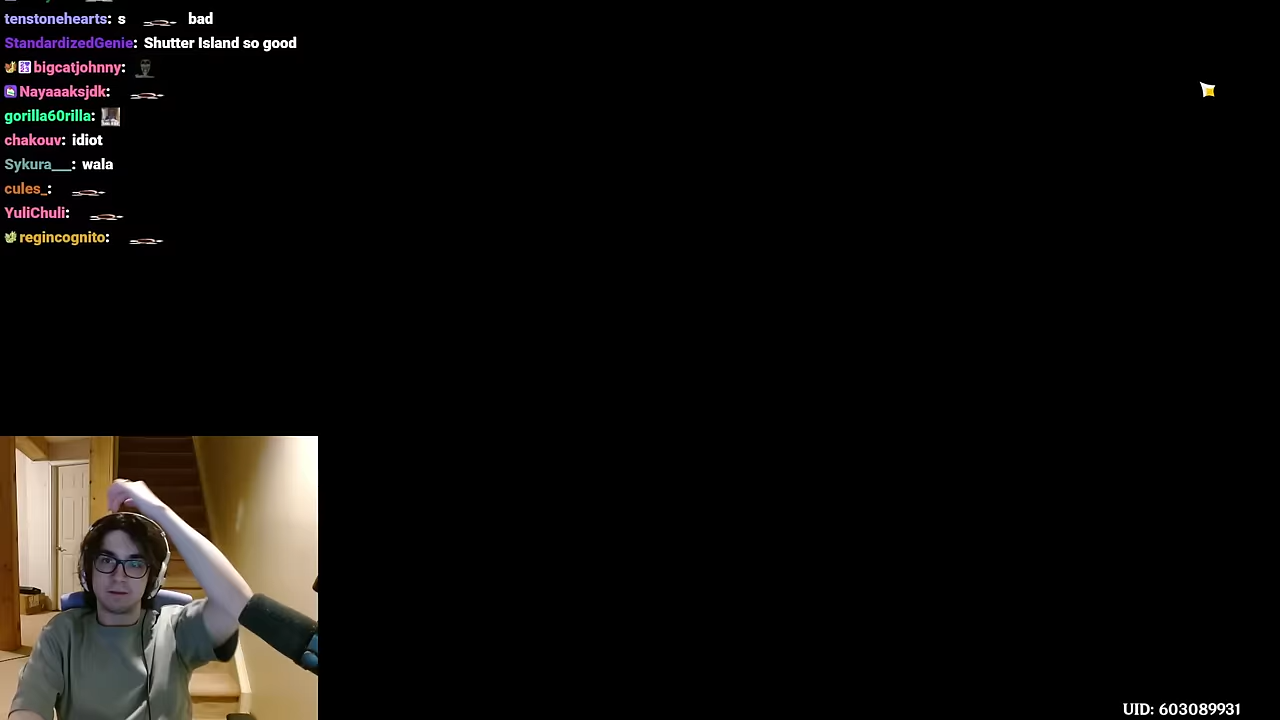 tenstonehearts: s bad
StandardizedGenie: Shutter Island so good
bigcatjohnny:
Nayaaaksjdk:
gorilla60rilla:
chakouv: idiot
Sykura___: wala
cules_:
YuliChuli:
regincognito:
UID: 603089931